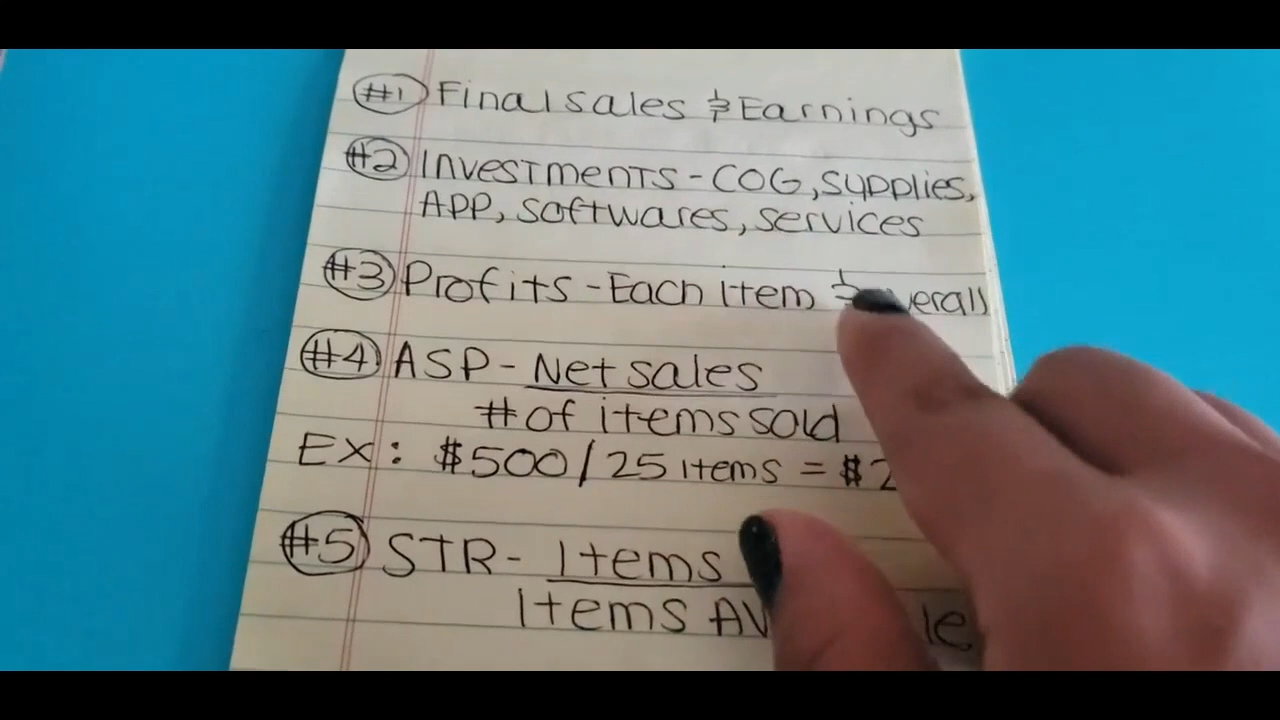 #1 Final sales & Earnings
#2 Investments - COG, supplies,
APP, softwares, services
#3 Profits - Each item &
#4 ASP - Net sales
# of items sold
EX: $500/25 items = $2
#5 STR - Items
Items